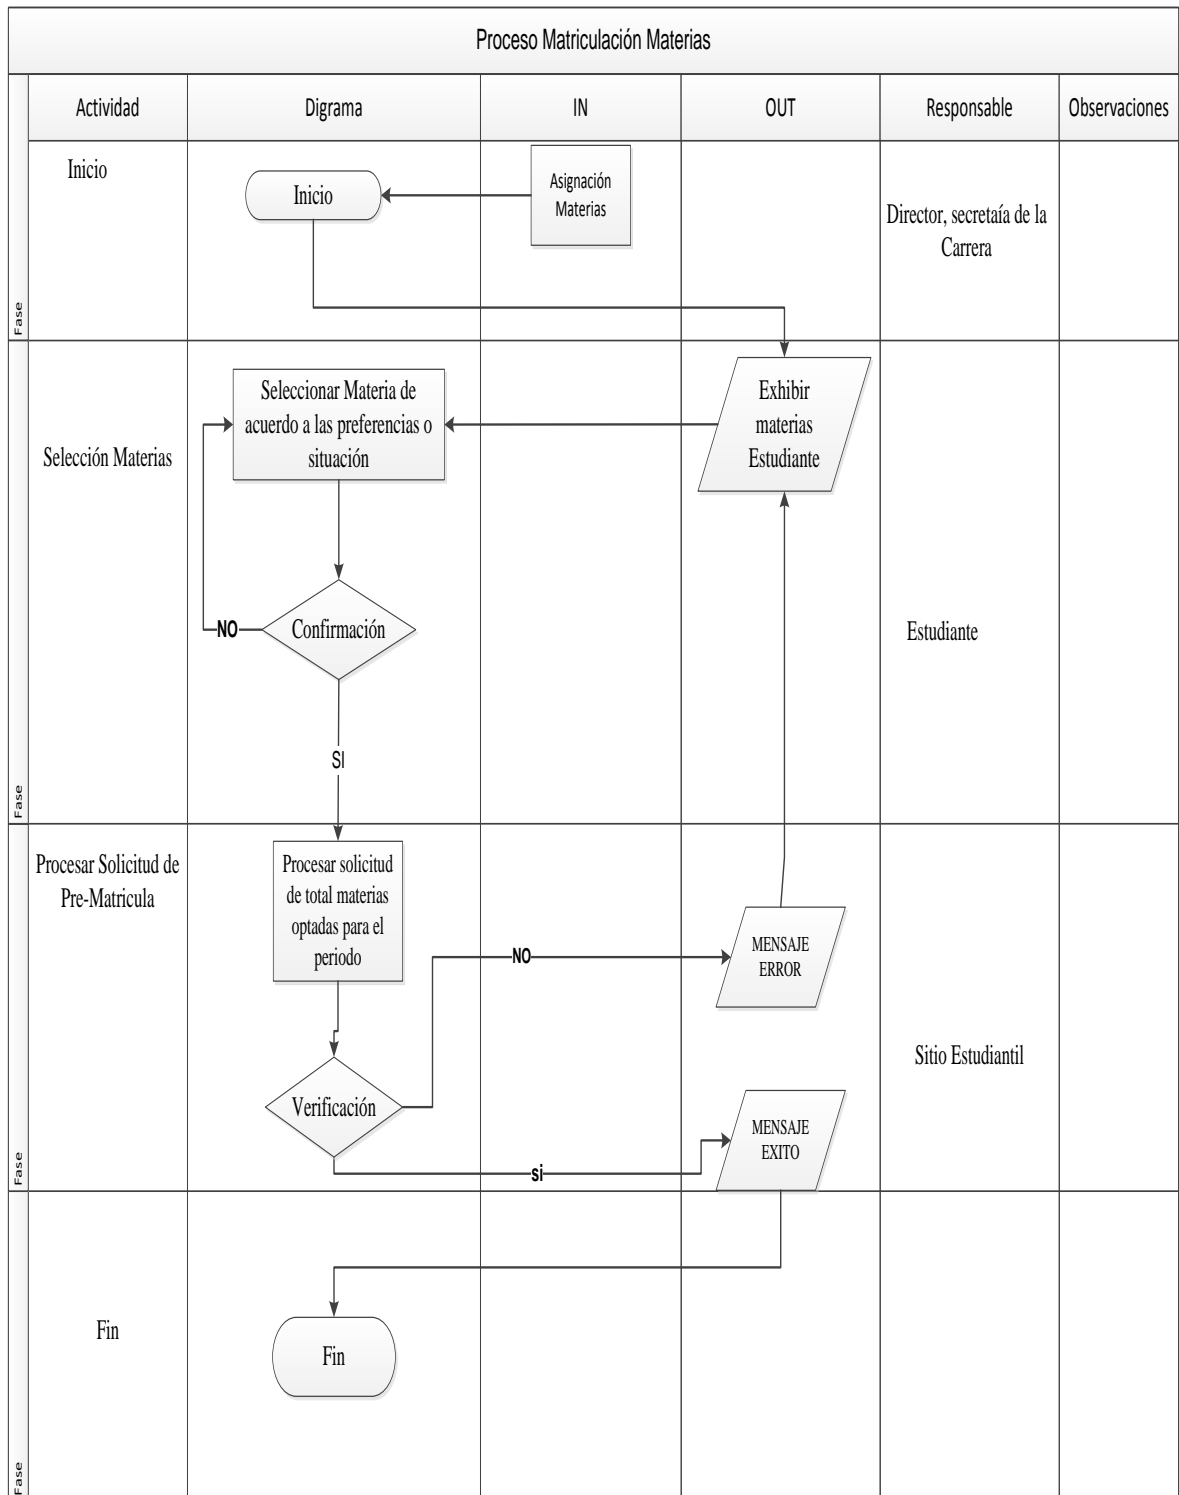 Proceso Matriculación Materias
Actividad
Digrama
IN
OUT
Responsable
Observaciones
Fase
Inicio
Inicio
Asignación
Materias
Director, secretaía de la
Carrera
Fase
Selección Materias
Seleccionar Materia de
acuerdo a las preferencias o
situación
Exhibir
materias
Estudiante
NO
Confirmación
SI
Estudiante
Fase
Procesar Solicitud de
Pre-Matricula
Procesar solicitud
de total materias
optadas para el
periodo
NO
MENSAJE
ERROR
Verificación
si
MENSAJE
EXITO
Sitio Estudiantil
Fase
Fin
Fin